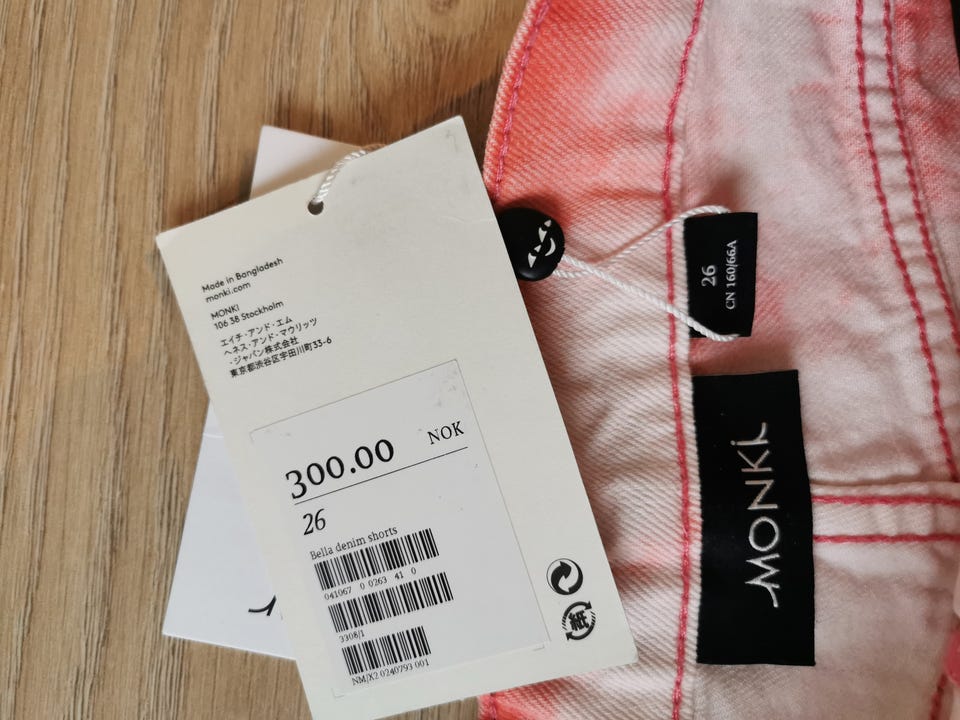 Made in Bangladesh
monki.com
MONKI
106 38 Stockholm
エイチ・アンド・エム
ヘネス・アンド・マウリッツ
・ジャパン株式会社
東京都渋谷区宇田川町33-6
300.00 NOK
26
Bella denim shorts
041067 0 0263 41 0
3308/1
NM/X2 0240793 001
紙
26
CN 160/66A
MONKi